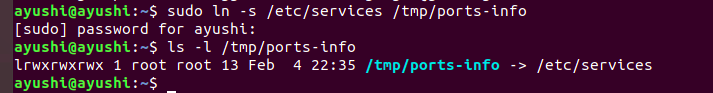 ayushi@ayushi:~$ sudo ln -s /etc/services /tmp/ports-info
[sudo] password for ayushi:
ayushi@ayushi:~$ ls -l /tmp/ports-info
lrwxrwxrwx 1 root root 13 Feb  4 22:35 /tmp/ports-info -> /etc/services
ayushi@ayushi:~$